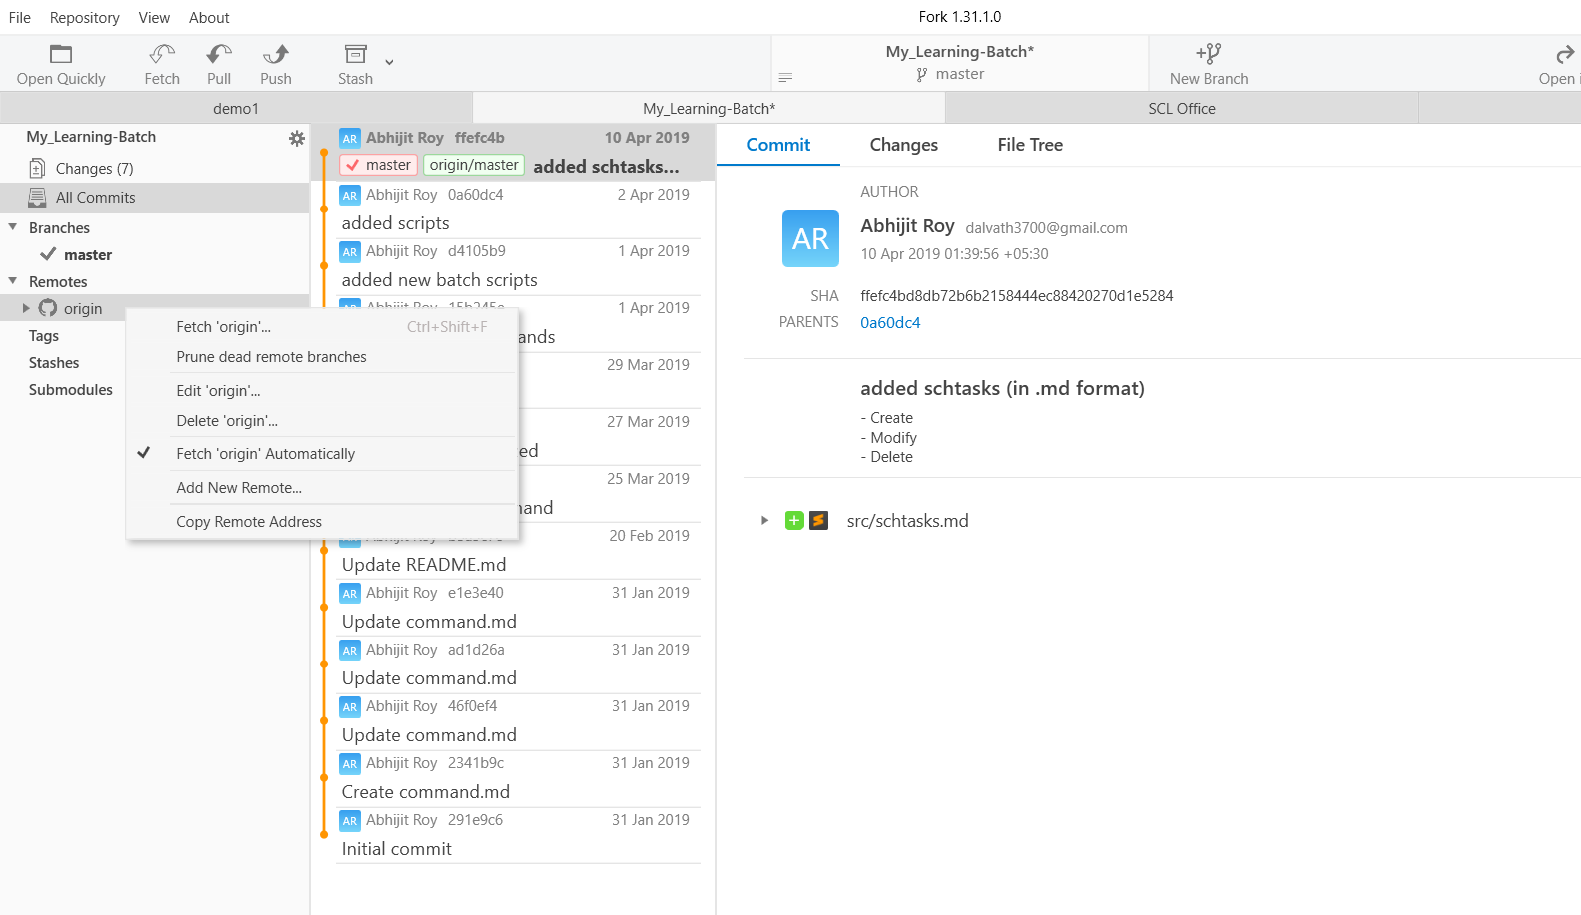 File Repository View About
Fork 1.31.1.0
Open Quickly Fetch Pull Push Stash
My_Learning-Batch*
master
New Branch
Open
demo1 My_Learning-Batch* SCL Office
My_Learning-Batch
Changes (7)
All Commits
Branches
master
Remotes
origin
Tags
Stashes
Submodules
Fetch 'origin'... Ctrl+Shift+F
Prune dead remote branches
Edit 'origin'...
Delete 'origin'...
Fetch 'origin' Automatically
Add New Remote...
Copy Remote Address
AR Abhijit Roy ffefc4b 10 Apr 2019
master origin/master added schtasks...
AR Abhijit Roy 0a60dc4 2 Apr 2019
added scripts
AR Abhijit Roy d4105b9 1 Apr 2019
added new batch scripts
Abhijit Roy 1 Apr 2019
ands
29 Mar 2019
27 Mar 2019
ed
25 Mar 2019
and
20 Feb 2019
Update README.md
AR Abhijit Roy e1e3e40 31 Jan 2019
Update command.md
AR Abhijit Roy ad1d26a 31 Jan 2019
Update command.md
AR Abhijit Roy 46f0ef4 31 Jan 2019
Update command.md
AR Abhijit Roy 2341b9c 31 Jan 2019
Create command.md
AR Abhijit Roy 291e9c6 31 Jan 2019
Initial commit
Commit Changes File Tree
AUTHOR
AR
Abhijit Roy dalvath3700@gmail.com
10 Apr 2019 01:39:56 +05:30
SHA ffefc4bd8db72b6b2158444ec88420270d1e5284
PARENTS 0a60dc4
added schtasks (in .md format)
- Create
- Modify
- Delete
src/schtasks.md